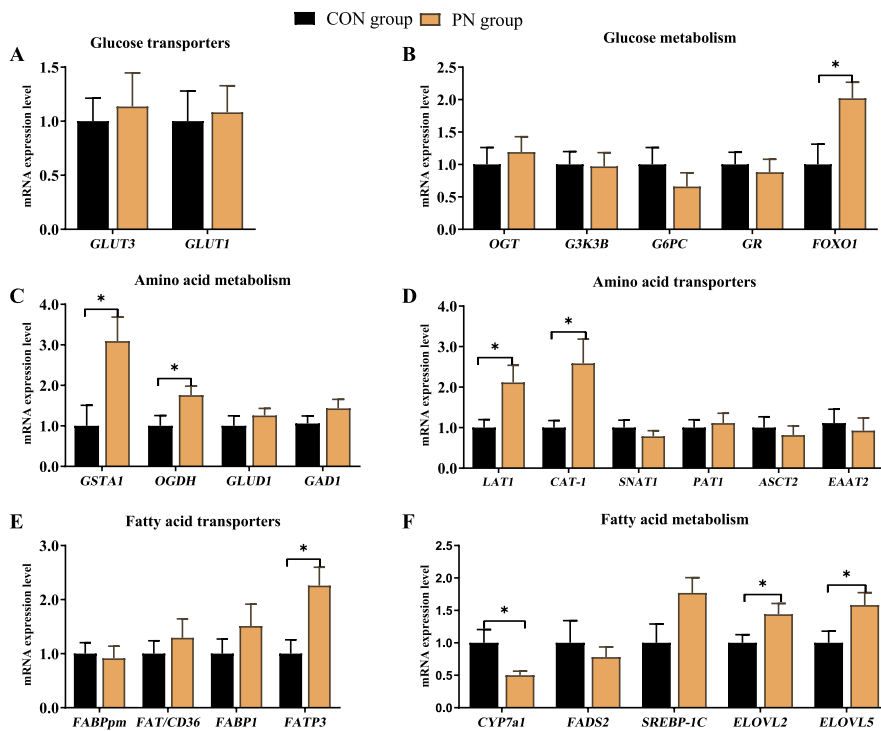 CON group PN group
A Glucose transporters
mRNA expression level
1.5
1.0
0.5
0.0
GLUT3 GLUT1
B Glucose metabolism
mRNA expression level
2.5
*
2.0
1.5
1.0
0.5
0.0
OGT G3K3B G6PC GR FOXO1
C Amino acid metabolism
mRNA expression level
4.0
*
3.0
*
2.0
1.0
0.0
GSTA1 OGDH GLUD1 GAD1
D Amino acid transporters
mRNA expression level
4.0
* *
3.0
2.0
1.0
0.0
LAT1 CAT-1 SNAT1 PAT1 ASCT2 EAAT2
E Fatty acid transporters
mRNA expression level
3.0
*
2.0
1.0
0.0
FABPpm FAT/CD36 FABP1 FATP3
F Fatty acid metabolism
mRNA expression level
2.5
2.0
* * *
1.5
1.0
0.5
0.0
CYP7a1 FADS2 SREBP-1C ELOVL2 ELOVL5